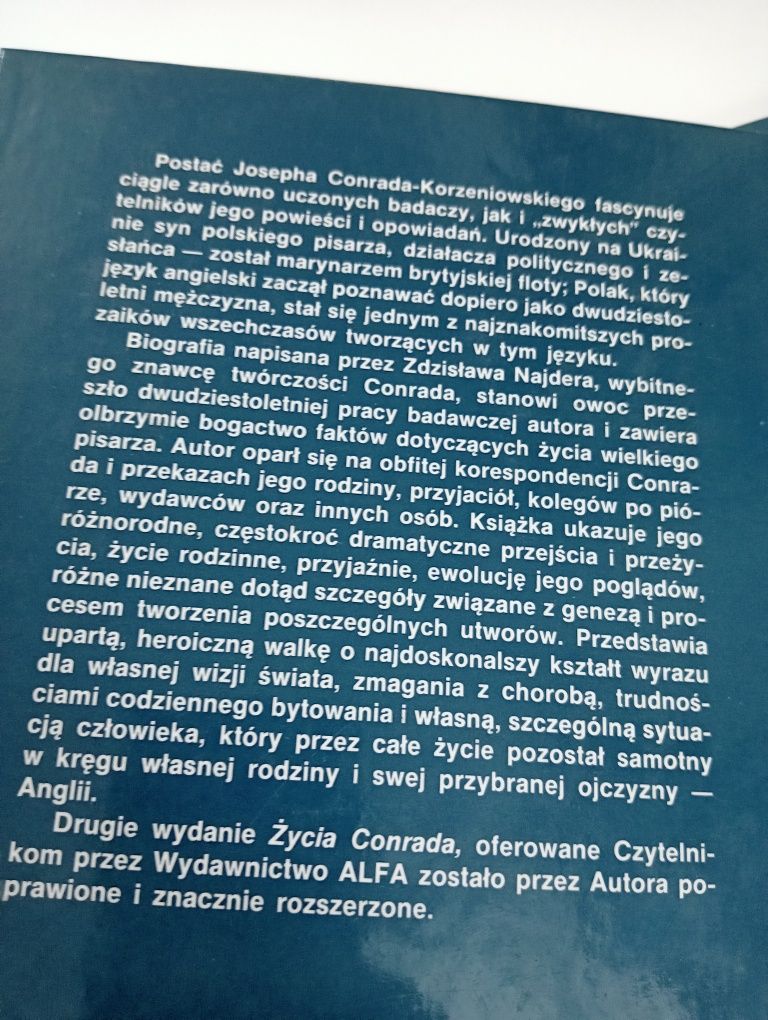 Postać Josepha Conrada-Korzeniowskiego fascynuje
ciągle zarówno uczonych badaczy, jak i „zwykłych" czy-
telników jego powieści i opowiadań. Urodzony na Ukrai-
nie syn polskiego pisarza, działacza politycznego i ze-
słańca — został marynarzem brytyjskiej floty; Polak, który
język angielski zaczął poznawać dopiero jako dwudziesto-
letni mężczyzna, stał się jednym z najznakomitszych pro-
zaików wszechczasów tworzących w tym języku.
Biografia napisana przez Zdzisława Najdera, wybitne-
go znawcę twórczości Conrada, stanowi owoc prze-
szło dwudziestoletniej pracy badawczej autora i zawiera
olbrzymie bogactwo faktów dotyczących życia wielkiego
pisarza. Autor oparł się na obfitej korespondencji Conra-
da i przekazach jego rodziny, przyjaciół, kolegów po pió-
rze, wydawców oraz innych osób. Książka ukazuje jego
różnorodne, częstokroć dramatyczne przejścia i przeży-
cia, życie rodzinne, przyjaźnie, ewolucję jego poglądów,
różne nieznane dotąd szczegóły związane z genezą i pro-
cesem tworzenia poszczególnych utworów. Przedstawia
upartą, heroiczną walkę o najdoskonalszy kształt wyrazu
dla własnej wizji świata, zmagania z chorobą, trudnoś-
ciami codziennego bytowania i własną, szczególną sytua-
cją człowieka, który przez całe życie pozostał samotny
w kręgu własnej rodziny i swej przybranej ojczyzny —
Anglii.
Drugie wydanie Życia Conrada, oferowane Czytelni-
kom przez Wydawnictwo ALFA zostało przez Autora po-
prawione i znacznie rozszerzone.